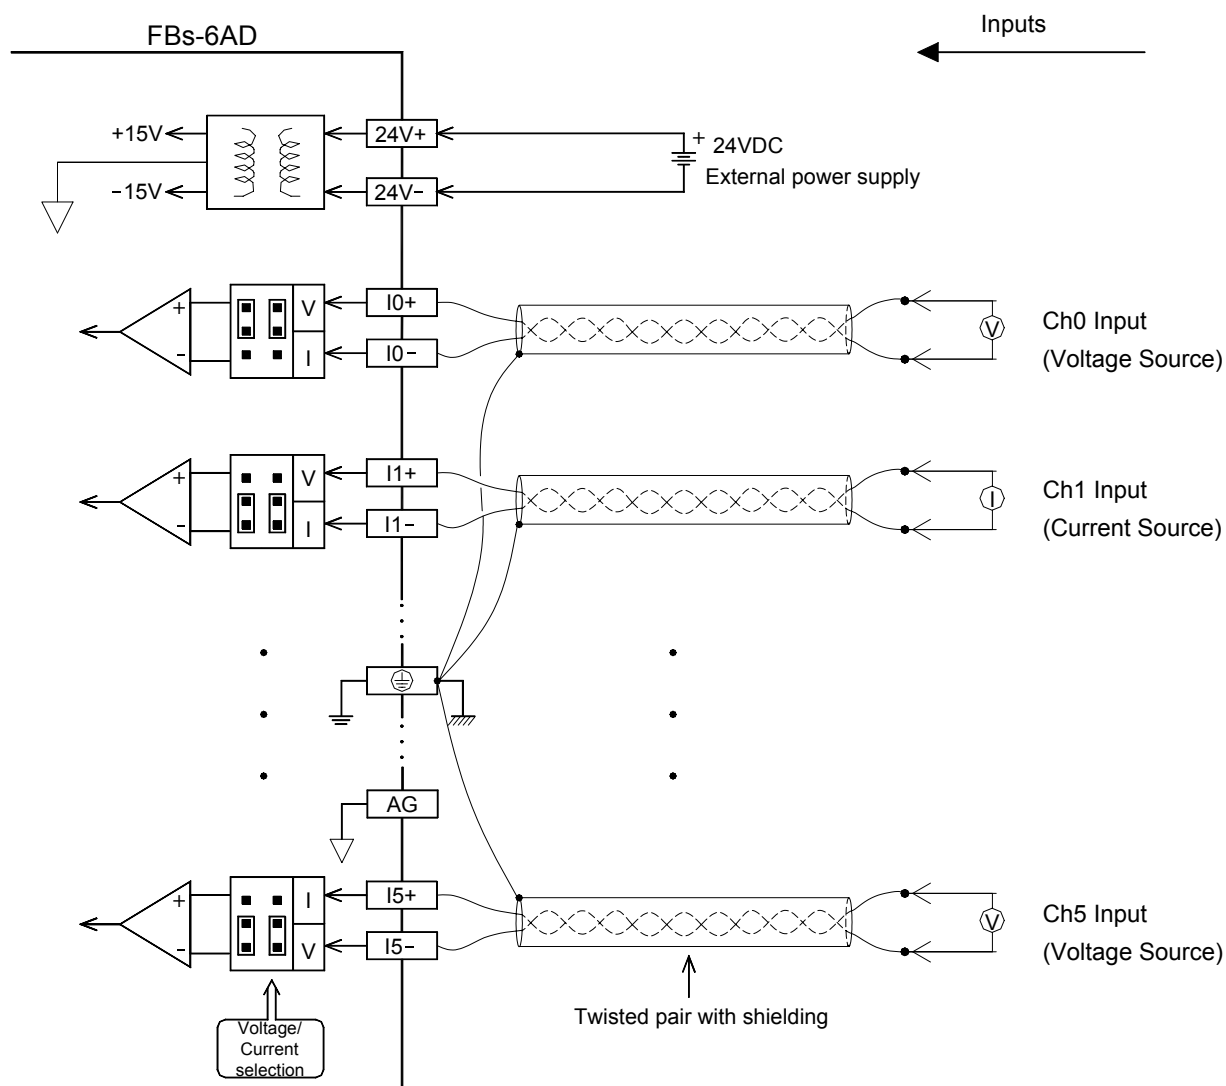 FBs-6AD
Inputs
+15V
24V+
+ 24VDC
External power supply
−15V
24V−
+
V
I0+
V
Ch0 Input
−
I
I0−
(Voltage Source)
+
V
I1+
I
Ch1 Input
−
I
I1−
(Current Source)
AG
+
I
I5+
V
Ch5 Input
−
V
I5−
(Voltage Source)
Twisted pair with shielding
Voltage/
Current
selection